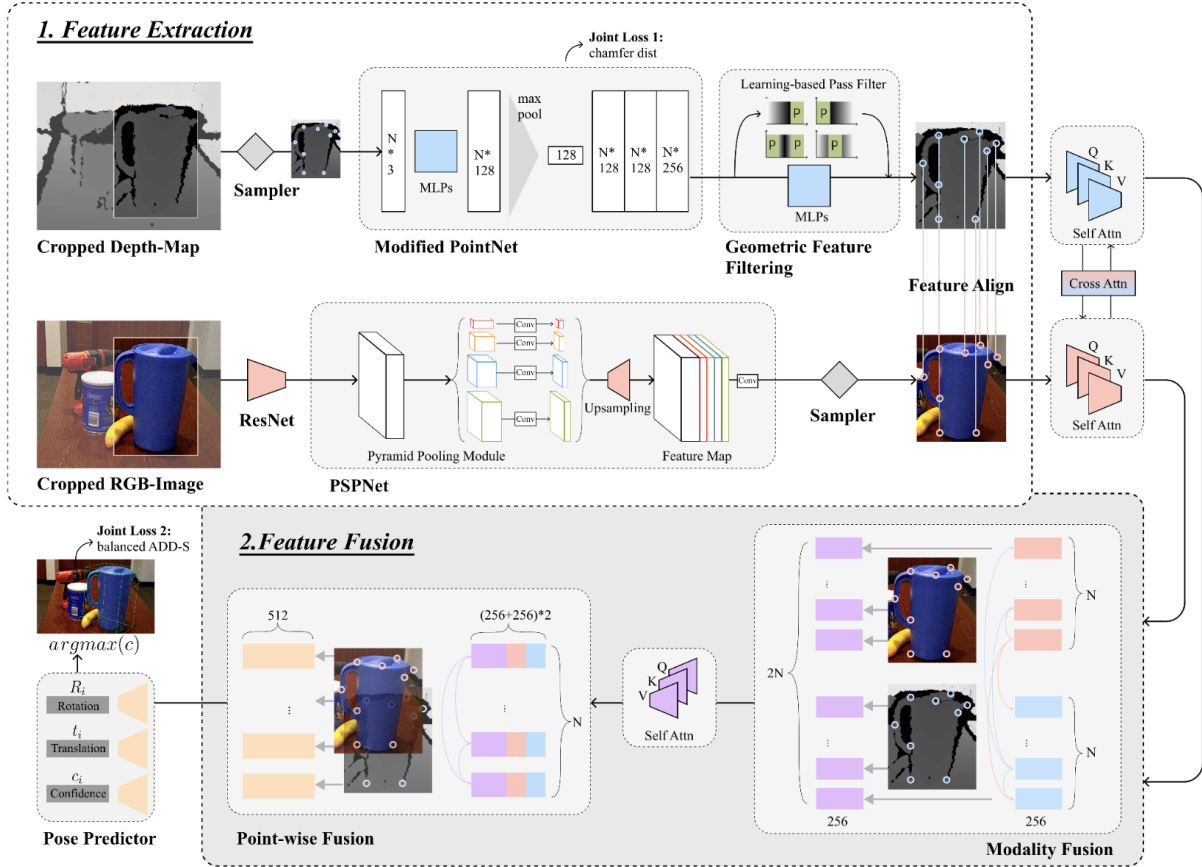 1. Feature Extraction
Joint Loss 1:
chamfer dist
Cropped Depth-Map
Sampler
N
*
3
MLPs
N*
128
max
pool
128
N*
128
N*
128
N*
256
Modified PointNet
Learning-based Pass Filter
P
P
P
P
MLPs
Geometric Feature
Filtering
Feature Align
Q
K
V
Self Attn
Cross Attn
Q
K
V
Self Attn
Cropped RGB-Image
ResNet
Pyramid Pooling Module
Conv
Conv
Conv
Conv
Upsampling
Feature Map
Conv
PSPNet
Sampler
2.Feature Fusion
Joint Loss 2:
balanced ADD-S
argmax(c)
R_i
Rotation
t_i
Translation
c_i
Confidence
Pose Predictor
512
...
(256+256)*2
...
N
Point-wise Fusion
Q
K
V
Self Attn
2N
...
...
...
...
N
N
256
256
Modality Fusion